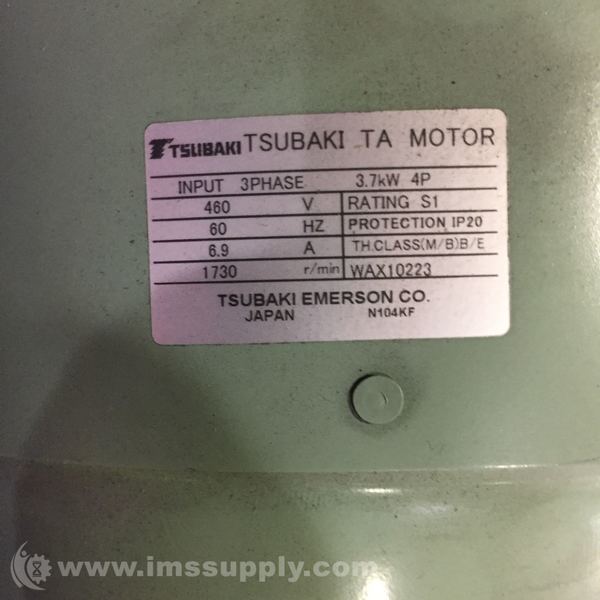 TSUBAKI TSUBAKI TA MOTOR
INPUT 3PHASE 3.7kW 4P
460 V RATING S1
60 HZ PROTECTION IP20
6.9 A TH.CLASS(M/B)B/E
1730 r/min WAX10223
TSUBAKI EMERSON CO.
JAPAN N104KF
www.imssupply.com